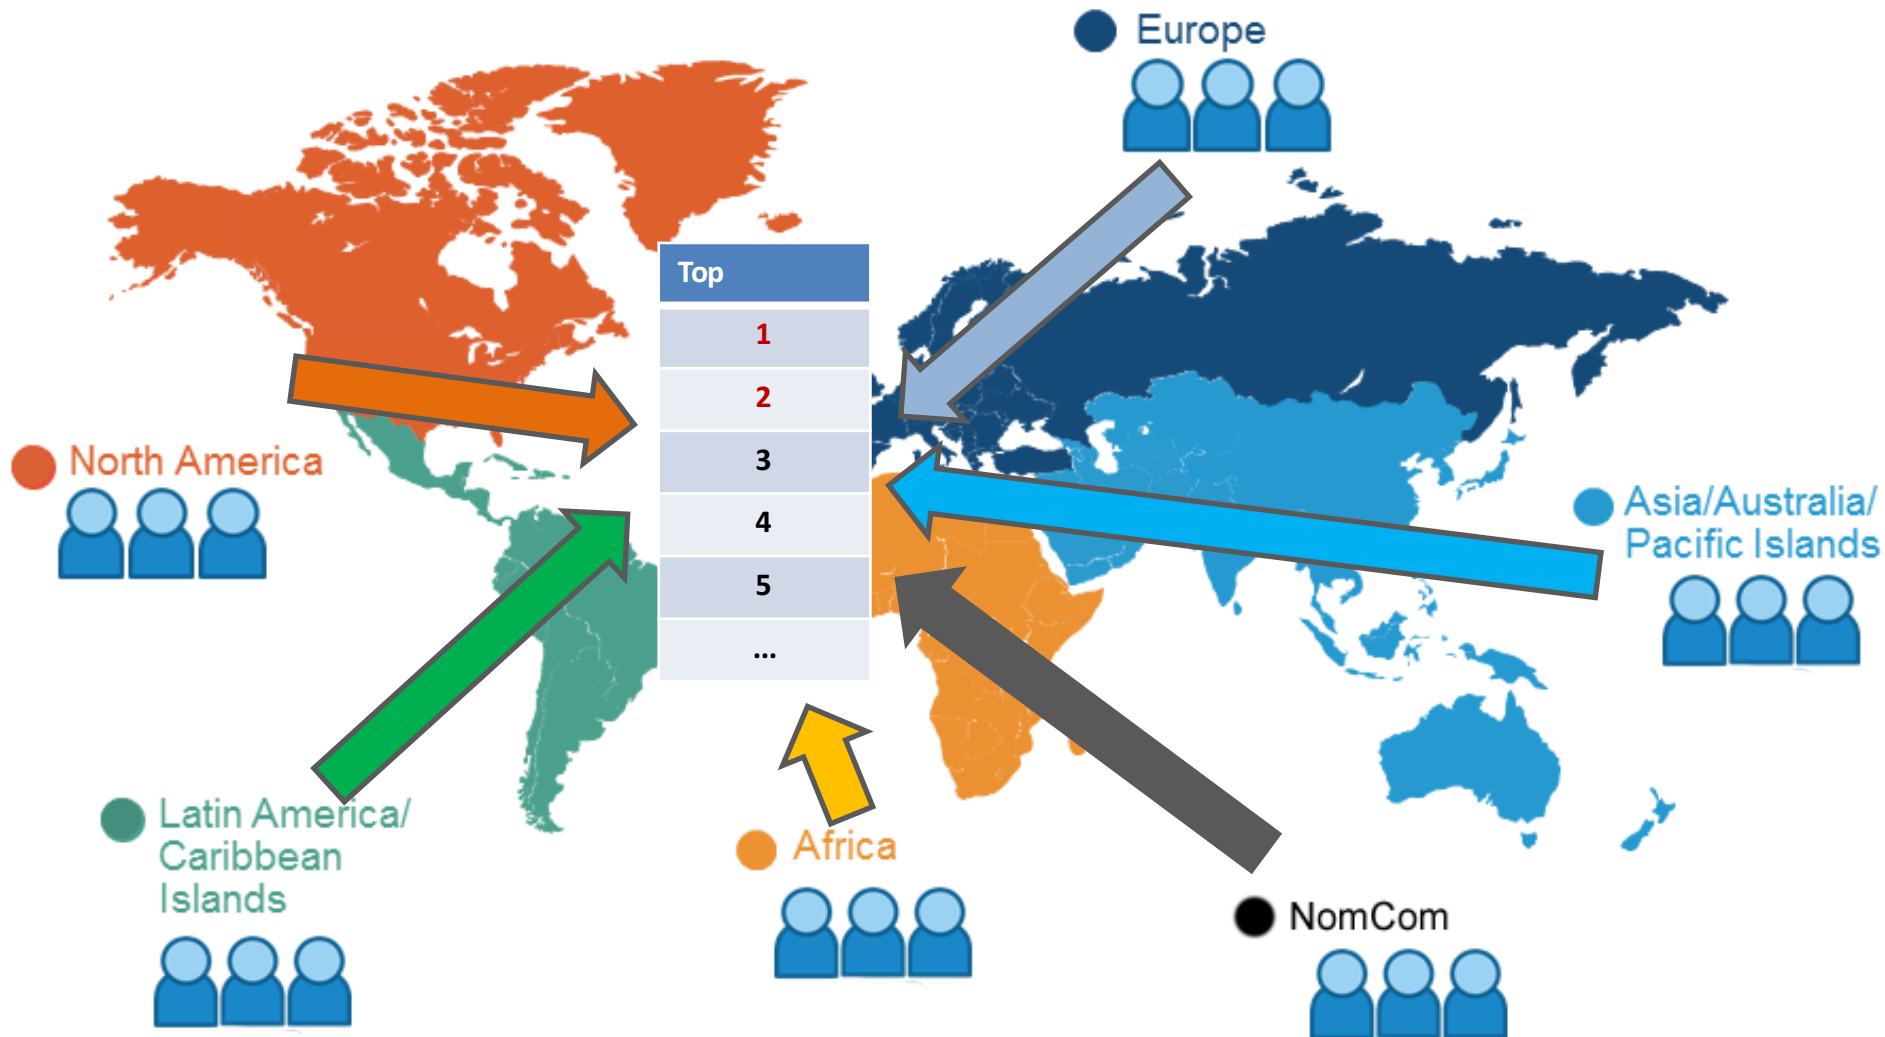 Europe
Top
1
2
3
4
5
...
North America
Asia/Australia/
Pacific Islands
Latin America/
Caribbean
Islands
Africa
NomCom